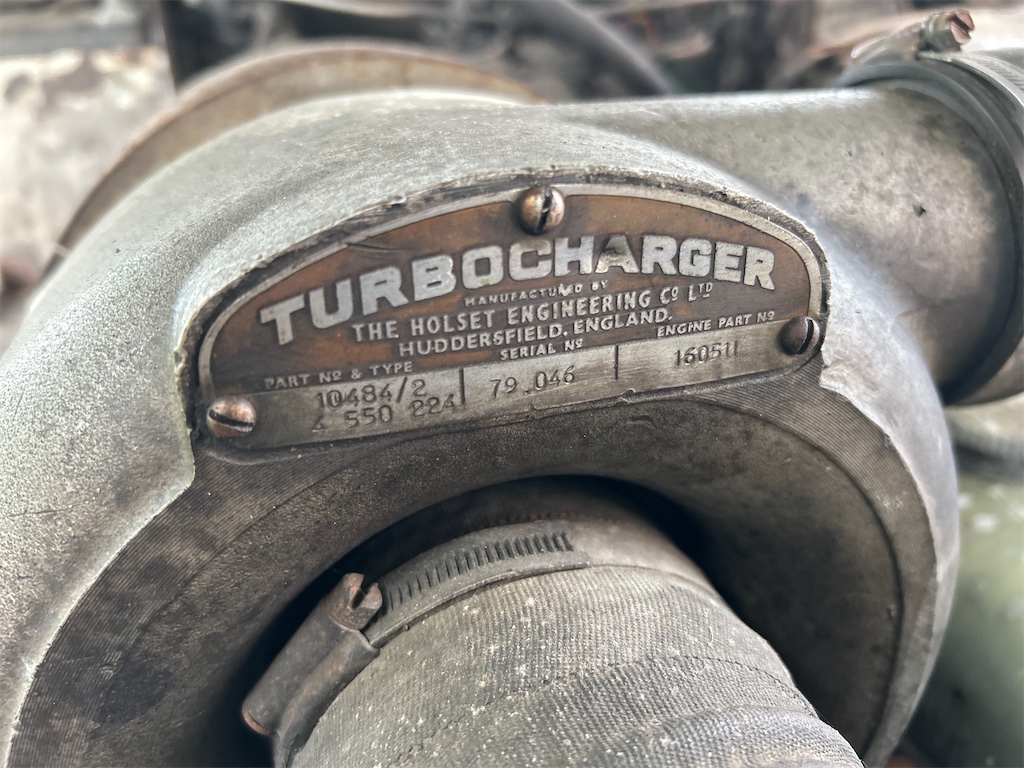 TURBOCHARGER
MANUFACTURED BY
THE HOLSET ENGINEERING Cº LTD
HUDDERSFIELD, ENGLAND.
PART Nº & TYPE SERIAL Nº ENGINE PART Nº
10484/2 79.046 160511
4 550 224